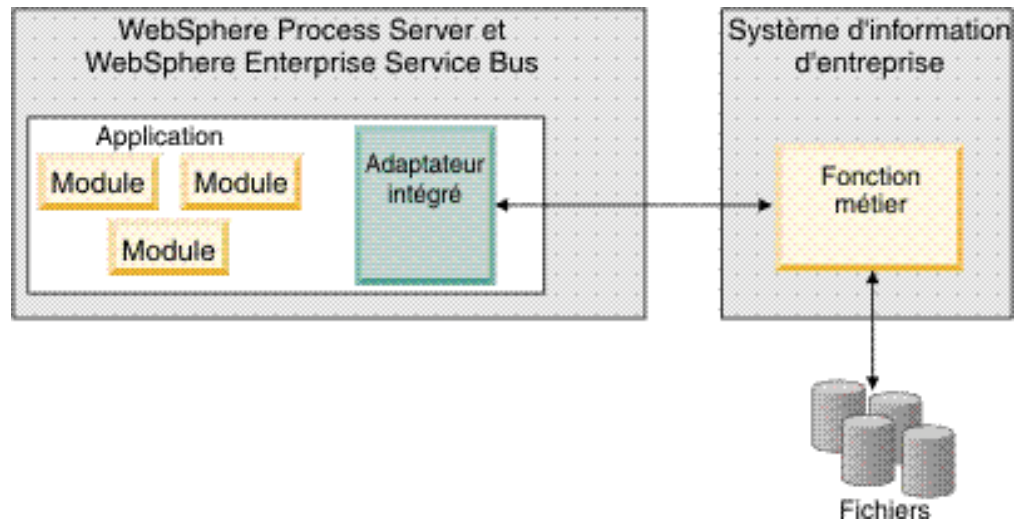 WebSphere Process Server et
WebSphere Enterprise Service Bus
Système d'information
d'entreprise
Application
Module
Module
Module
Adaptateur
intégré
Fonction
métier
Fichiers